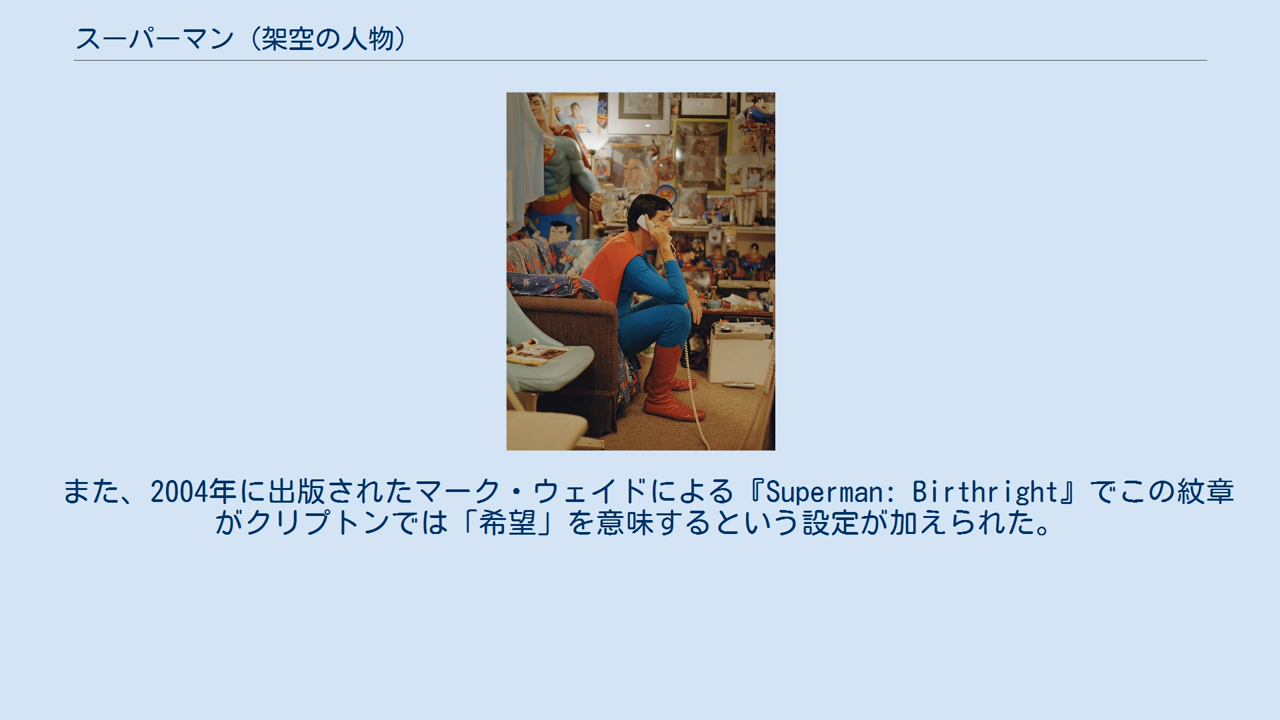 スーパーマン（架空の人物）
また、2004年に出版されたマーク・ウェイドによる『Superman: Birthright』でこの紋章
がクリプトンでは「希望」を意味するという設定が加えられた。